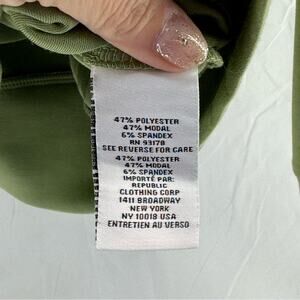 47% POLYESTER
47% MODAL
6% SPANDEX
RN 93178
SEE REVERSE FOR CARE
47% POLYESTER
47% MODAL
6% SPANDEX
IMPORTÉ PAR:
REPUBLIC
CLOTHING CORP
1411 BROADWAY
NEW YORK
NY 10018 USA
ENTRETIEN AU VERSO